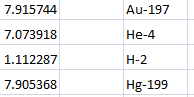 7.915744 Au-197
7.073918 He-4
1.112287 H-2
7.905368 Hg-199